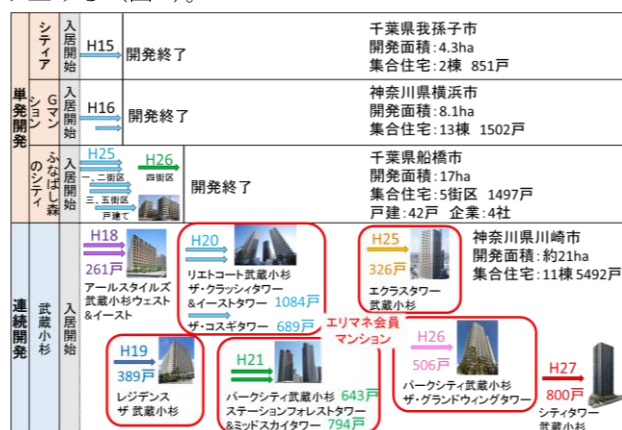 単発開発
シティア
入居開始
H15
開発終了
千葉県我孫子市
開発面積：4.3ha
集合住宅：2棟 851戸
Gマンション
入居開始
H16
開発終了
神奈川県横浜市
開発面積：8.1ha
集合住宅：13棟 1502戸
ふなばし森のシティ
入居開始
H25
一、二街区
三、五街区
戸建て
H26
四街区
開発終了
千葉県船橋市
開発面積：17ha
集合住宅：5街区 1497戸
戸建：42戸 企業：4社
連続開発
武蔵小杉
入居開始
H18
261戸
アールスタイルズ
武蔵小杉ウェスト
&イースト
H20
リエトコート武蔵小杉
ザ・クラッシィタワー
&イーストタワー 1084戸
ザ・コスギタワー 689戸
H25
326戸
エクラスタワー
武蔵小杉
神奈川県川崎市
開発面積：約21ha
集合住宅：11棟5492戸
エリマネ会員
マンション
H19
389戸
レジデンス
ザ 武蔵小杉
H21
パークシティ武蔵小杉 643戸
ステーションフォレストタワー
&ミッドスカイタワー 794戸
H26
506戸
パークシティ武蔵小杉
ザ・グランドウィングタワー
H27
800戸
シティタワー
武蔵小杉